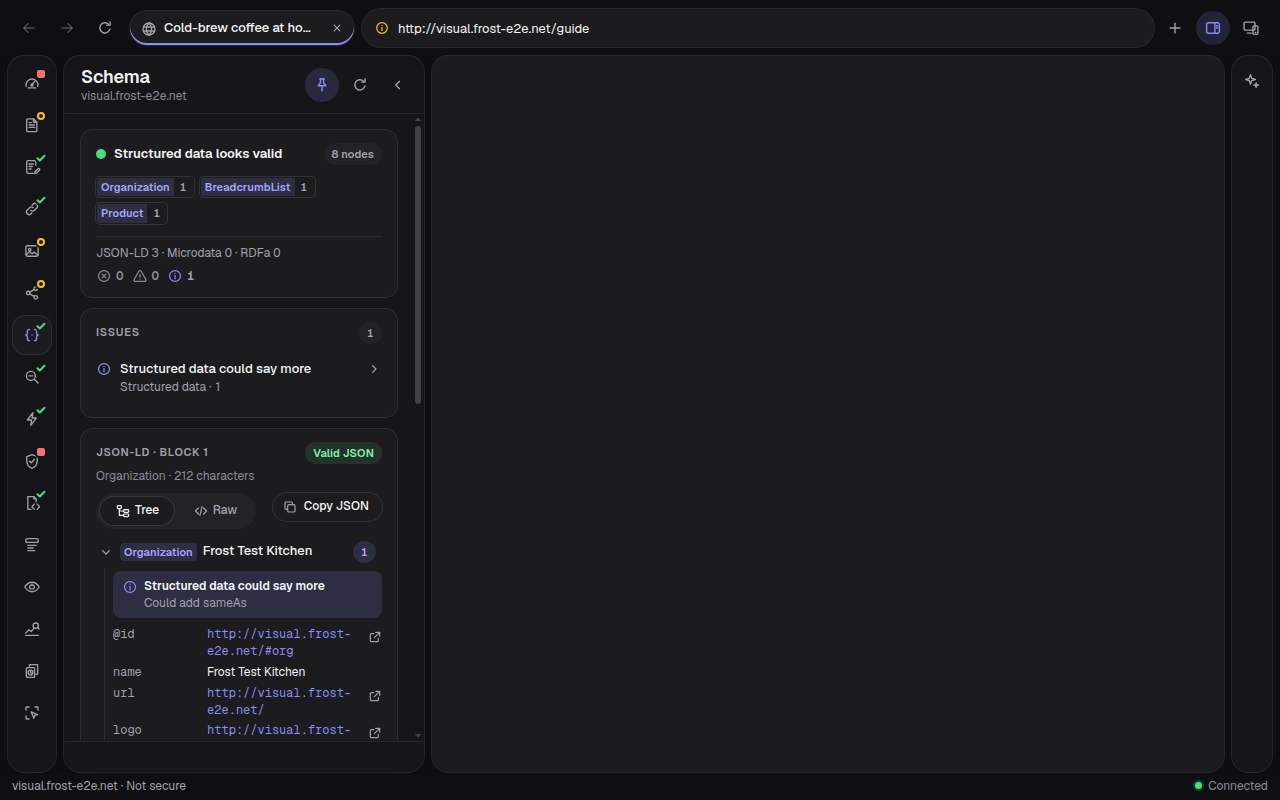 Cold-brew coffee at ho...
http://visual.frost-e2e.net/guide
Schema
visual.frost-e2e.net
Structured data looks valid
8 nodes
Organization 1
BreadcrumbList 1
Product 1
JSON-LD 3 · Microdata 0 · RDFa 0
0 0 1
ISSUES
1
Structured data could say more
Structured data · 1
JSON-LD · BLOCK 1
Valid JSON
Organization · 212 characters
Tree
Raw
Copy JSON
Organization Frost Test Kitchen 1
Structured data could say more
Could add sameAs
@id http://visual.frost-
e2e.net/#org
name Frost Test Kitchen
url http://visual.frost-
e2e.net/
logo http://visual.frost-
visual.frost-e2e.net · Not secure
Connected